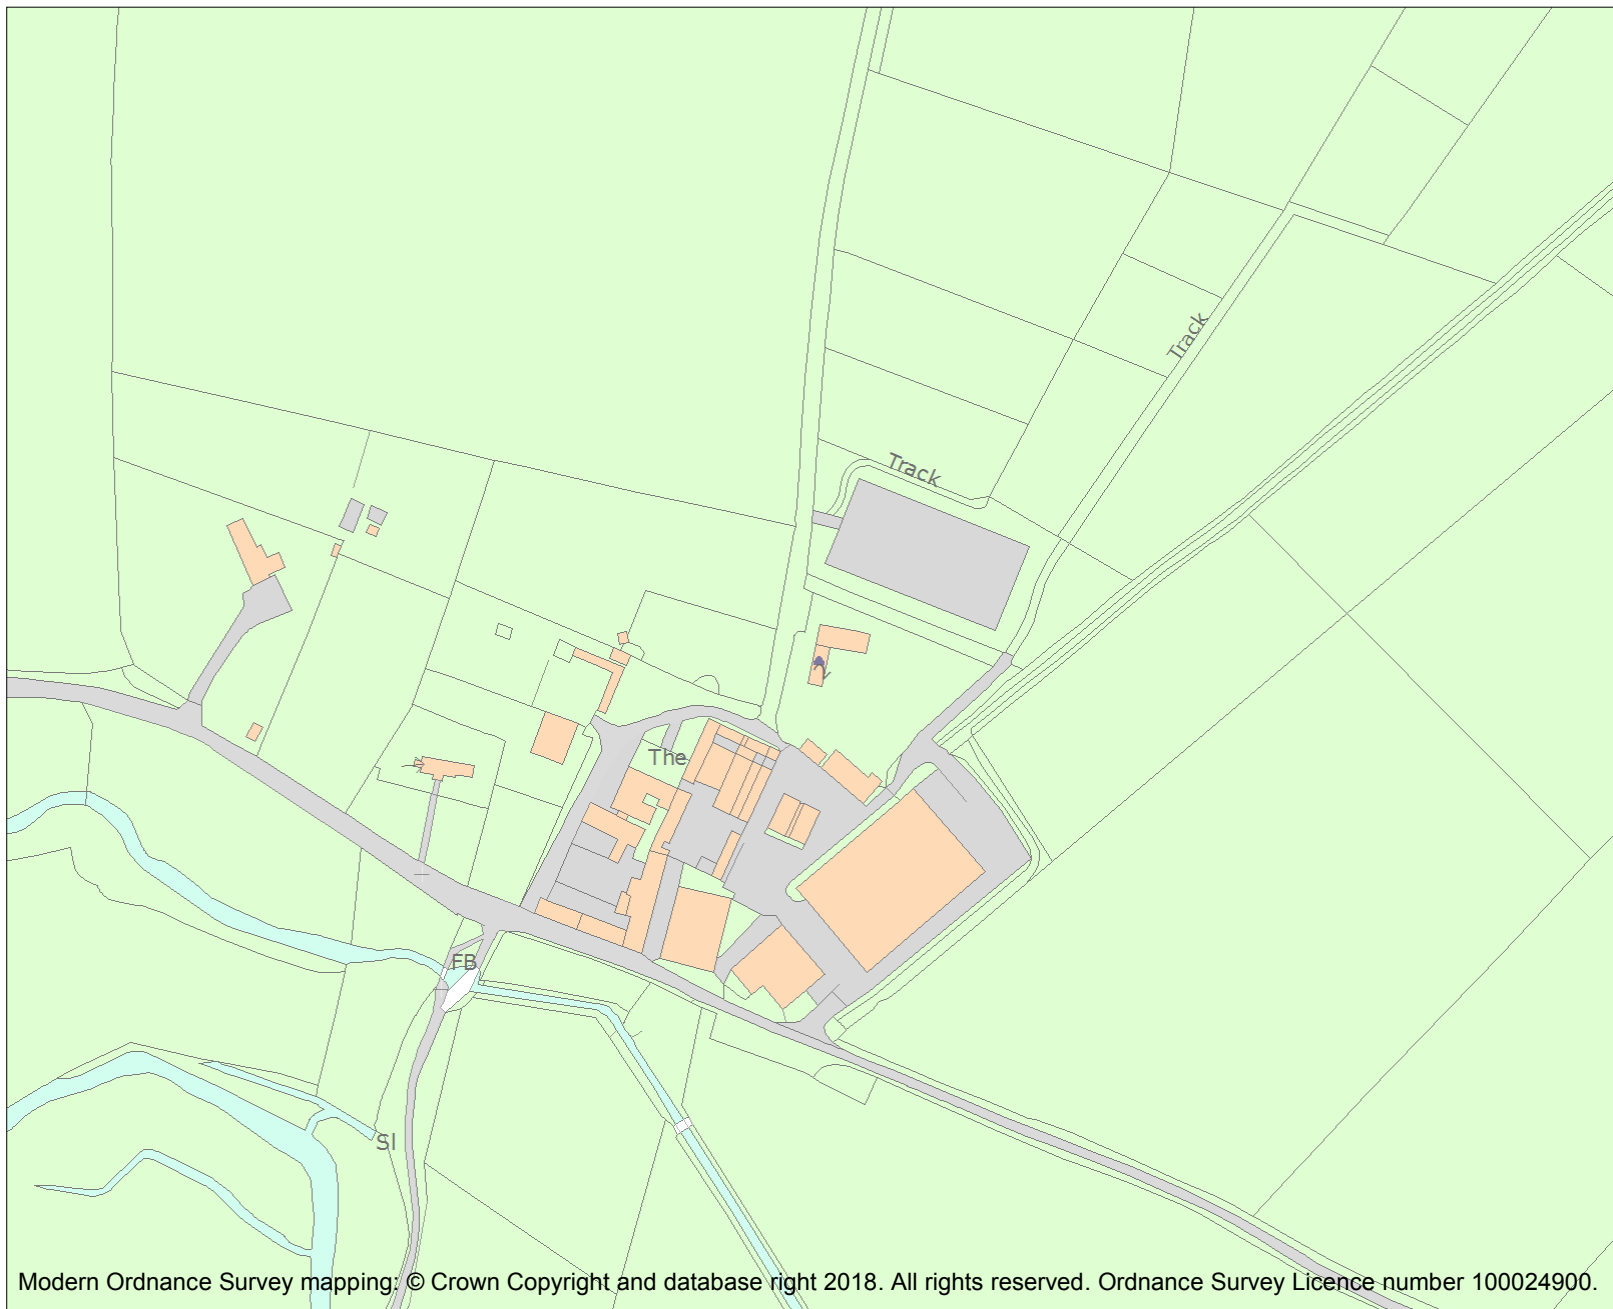 Track
Track
The
FB
Sl
Modern Ordnance Survey mapping: © Crown Copyright and database right 2018. All rights reserved. Ordnance Survey Licence number 100024900.